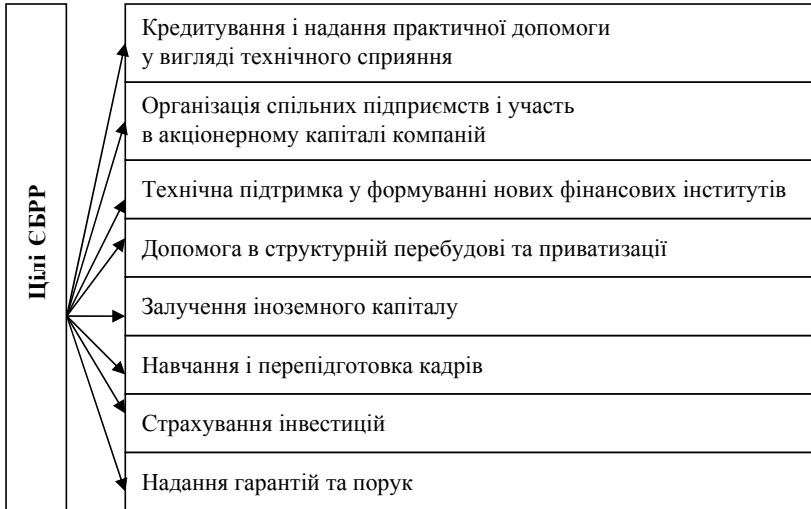 Цілі ЄБРР
Кредитування і надання практичної допомоги
у вигляді технічного сприяння
Організація спільних підприємств і участь
в акціонерному капіталі компаній
Технічна підтримка у формуванні нових фінансових інститутів
Допомога в структурній перебудові та приватизації
Залучення іноземного капіталу
Навчання і перепідготовка кадрів
Страхування інвестицій
Надання гарантій та порук